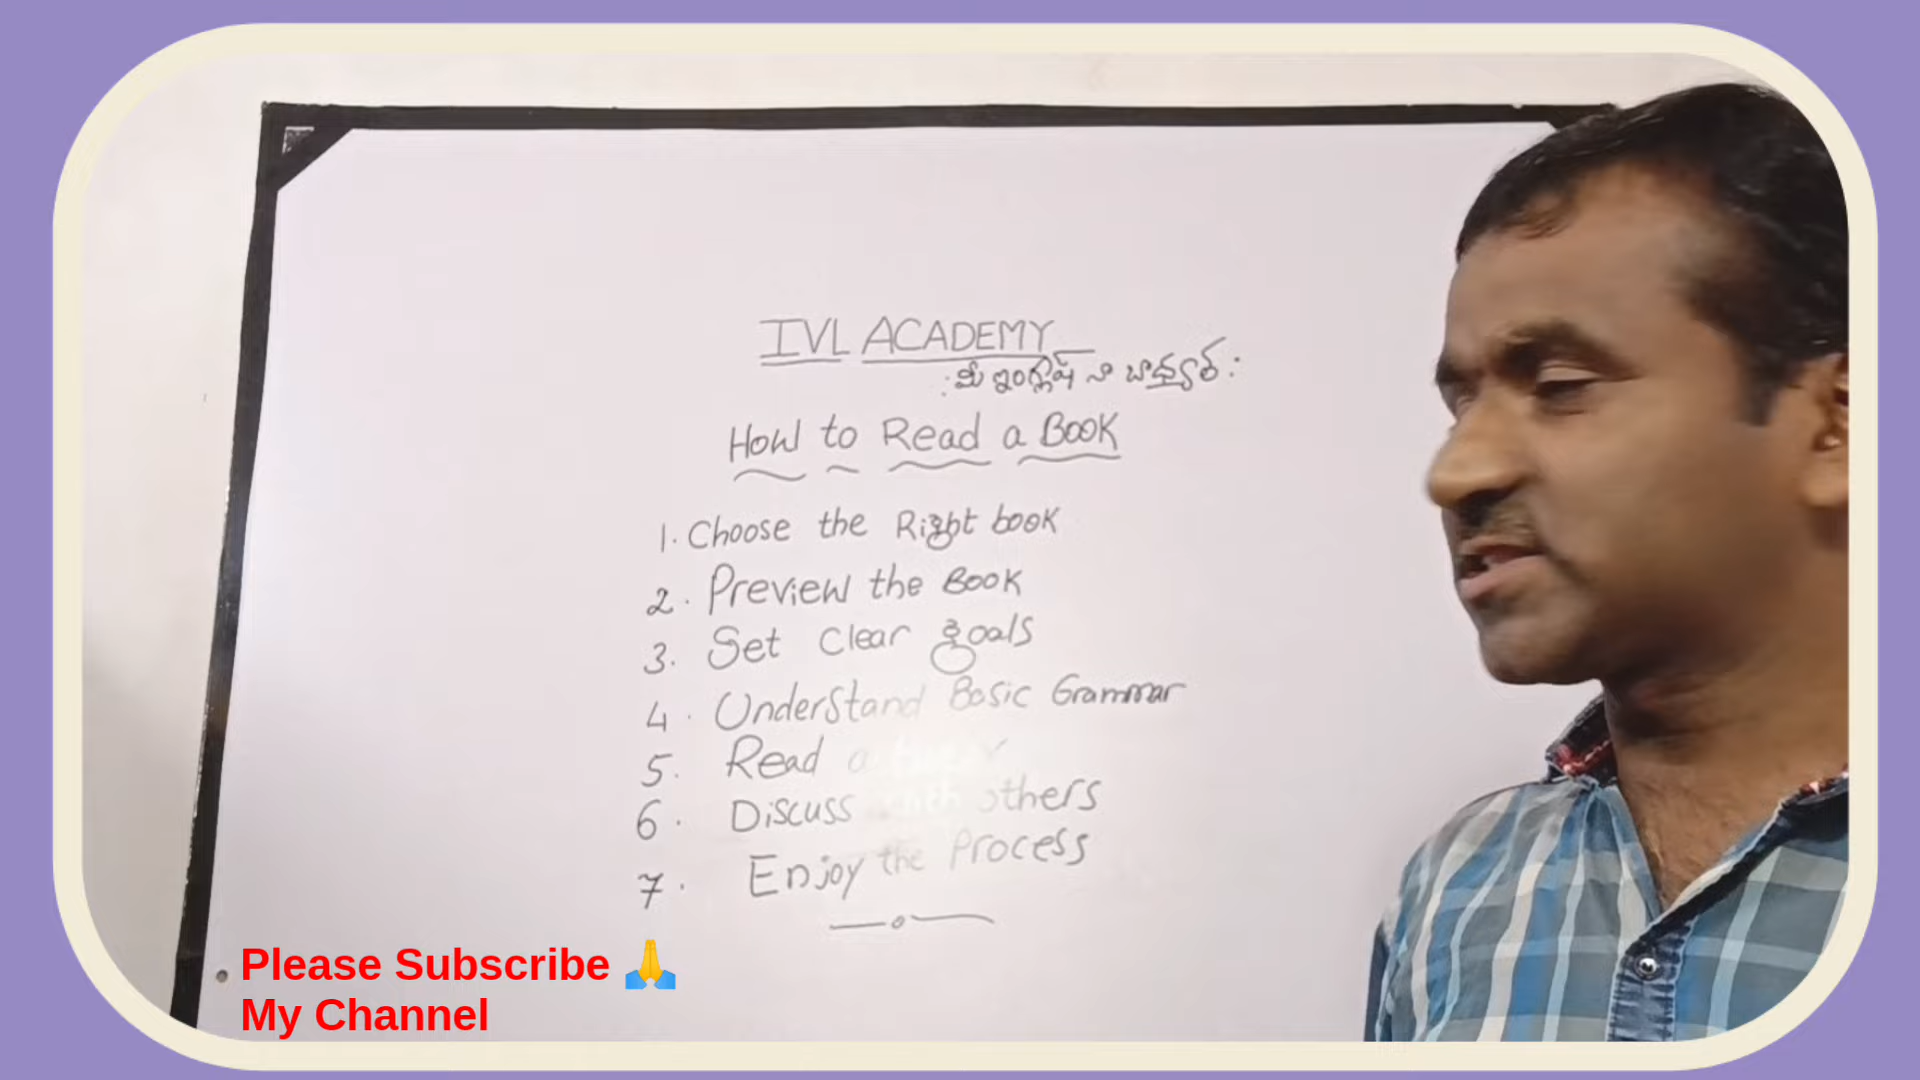 IVL ACADEMY
: మీ ఇంగ్లీష్ నా బాధ్యత :
How to Read a Book
1. Choose the Right book
2. Preview the Book
3. Set Clear goals
4. Understand Basic Grammar
5. Read a
6. Discuss with others
7. Enjoy the Process
Please Subscribe 🙏
My Channel